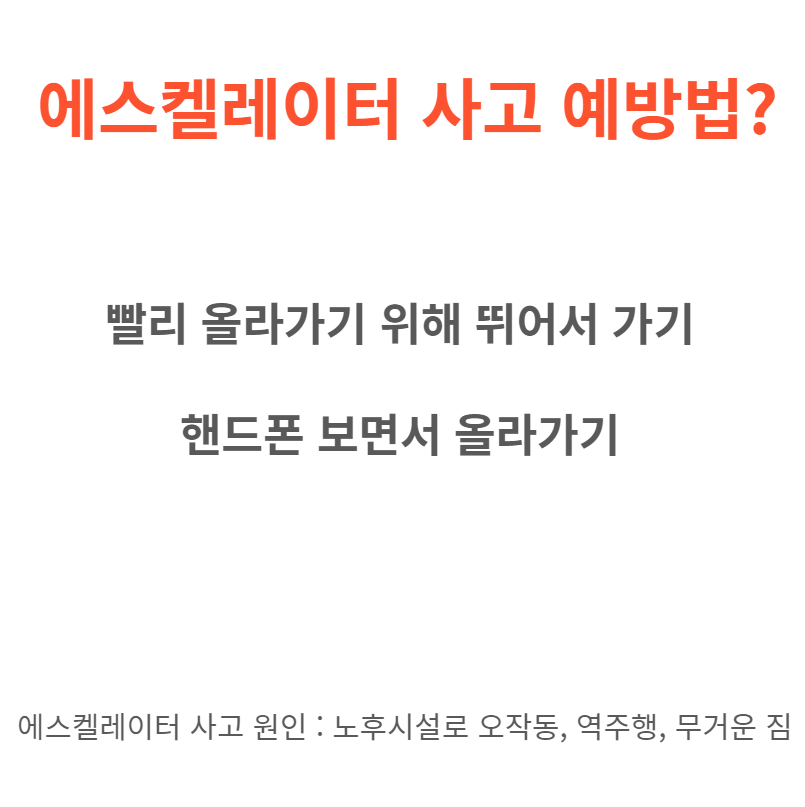 에스켈레이터 사고 예방법?
빨리 올라가기 위해 뛰어서 가기
핸드폰 보면서 올라가기
에스켈레이터 사고 원인 : 노후시설로 오작동, 역주행, 무거운 짐